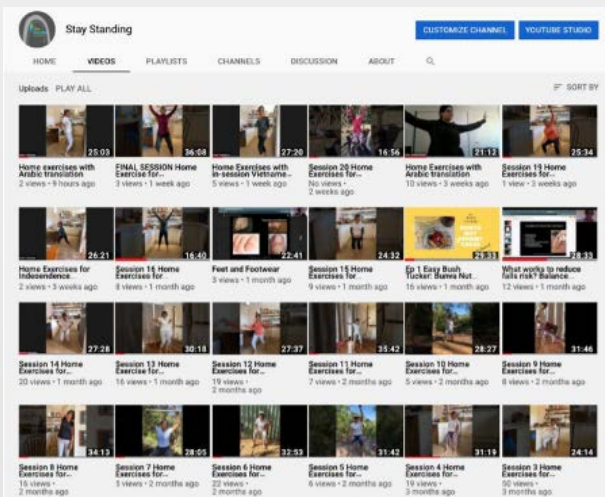 Stay Standing
CUSTOMIZE CHANNEL YOUTUBE STUDIO
HOME VIDEOS PLAYLISTS CHANNELS DISCUSSION ABOUT
Uploads PLAY ALL SORT BY
25:03 36:08 27:20 16:56 21:12 25:34
Home exercises with Arabic translation
2 views • 9 hours ago
FINAL SESSION Home Exercise for...
3 views • 1 week ago
Home Exercises with in-session Vietname...
5 views • 1 week ago
Session 20 Home Exercises for...
No views •
2 weeks ago
Home Exercises with Arabic translation
10 views • 3 weeks ago
Session 19 Home Exercises for...
1 view • 3 weeks ago
26:21 16:40 22:41 24:32 29:33 28:33
Home Exercises for Independence...
2 views • 3 weeks ago
Session 16 Home Exercises for...
8 views • 1 month ago
Feet and Footwear
3 views • 1 month ago
Session 15 Home Exercises for...
9 views • 1 month ago
Ep 1 Easy Bush Tucker: Bunya Nut...
16 views • 1 month ago
What works to reduce falls risk? Balance...
12 views • 1 month ago
27:28 30:18 27:37 35:42 28:27 31:46
Session 14 Home Exercises for...
20 views • 1 month ago
Session 13 Home Exercise for...
16 views • 1 month ago
Session 12 Home Exercises for...
19 views •
2 months ago
Session 11 Home Exercises for...
7 views • 2 months ago
Session 10 Home Exercises for...
5 views • 2 months ago
Session 9 Home Exercises for...
8 views • 2 months ago
34:13 28:05 32:53 31:42 31:19 24:14
Session 8 Home Exercises for...
16 views •
2 months ago
Session 7 Home Exercises for...
5 views • 2 months ago
Session 6 Home Exercises for...
22 views •
2 months ago
Session 5 Home Exercises for...
6 views • 2 months ago
Session 4 Home Exercises for...
19 views •
3 months ago
Session 3 Home Exercises for...
50 views •
3 months ago